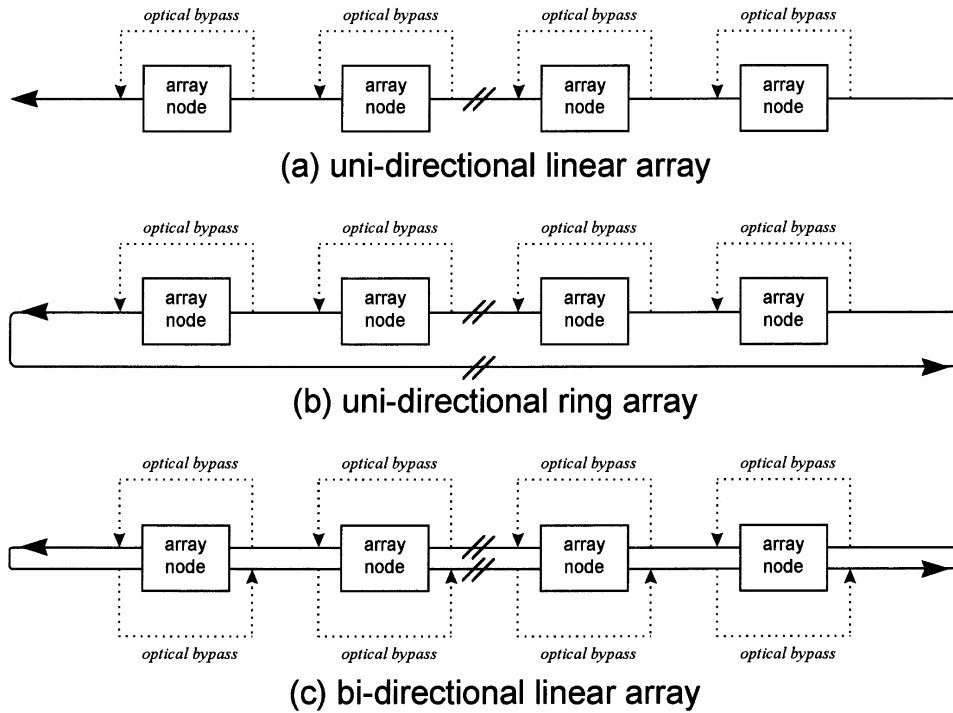 optical bypass optical bypass optical bypass optical bypass
array array array array
node node node node
(a) uni-directional linear array
optical bypass optical bypass optical bypass optical bypass
array array array array
node node node node
(b) uni-directional ring array
optical bypass optical bypass optical bypass optical bypass
array array array array
node node node node
optical bypass optical bypass optical bypass optical bypass
(c) bi-directional linear array